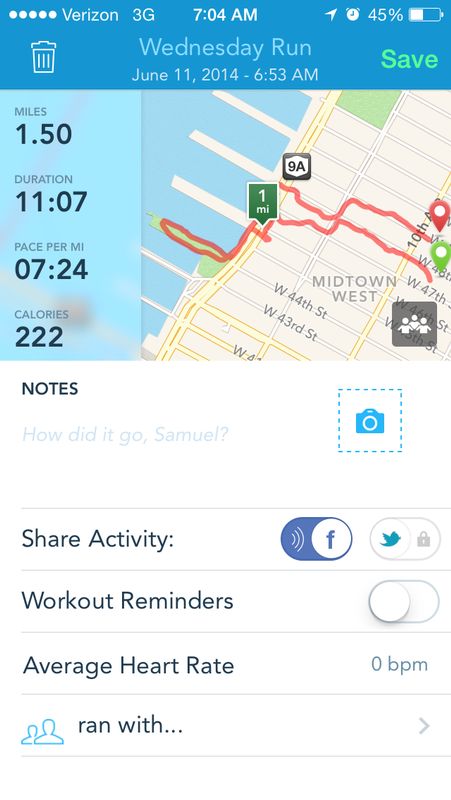 Verizon 3G 7:04 AM 45%
Wednesday Run
June 11, 2014 - 6:53 AM
Save
MILES
1.50
DURATION
11:07
PACE PER MI
07:24
CALORIES
222
9A
1
mi
10th A
MIDTOWN
WEST
W 48th
W 47th S
W 46th St
W 44th St
W 43rd St
W 4
NOTES
How did it go, Samuel?
Share Activity:
f
Workout Reminders
Average Heart Rate
0 bpm
ran with...